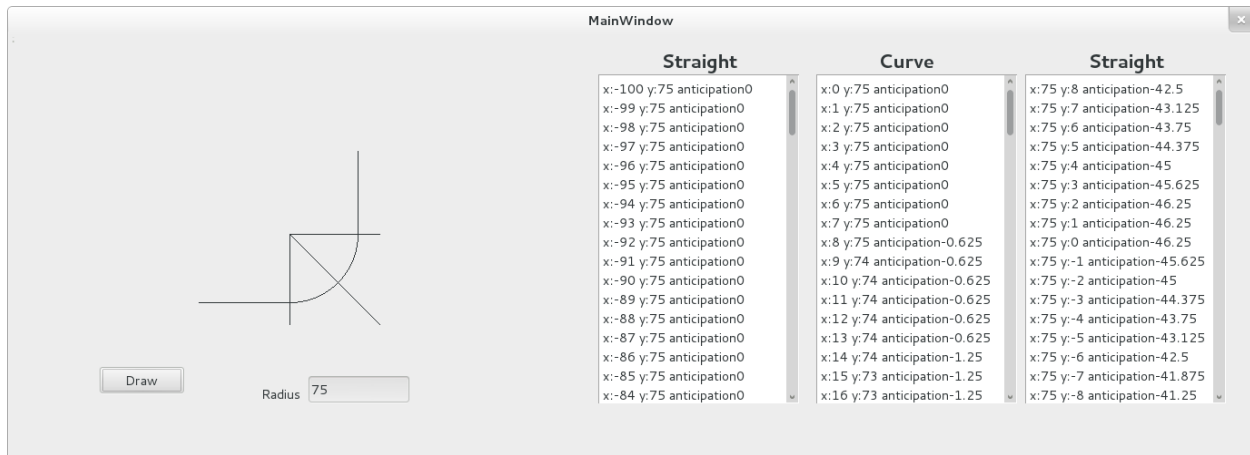 MainWindow
Straight
x:-100 y:75 anticipation0
x:-99 y:75 anticipation0
x:-98 y:75 anticipation0
x:-97 y:75 anticipation0
x:-96 y:75 anticipation0
x:-95 y:75 anticipation0
x:-94 y:75 anticipation0
x:-93 y:75 anticipation0
x:-92 y:75 anticipation0
x:-91 y:75 anticipation0
x:-90 y:75 anticipation0
x:-89 y:75 anticipation0
x:-88 y:75 anticipation0
x:-87 y:75 anticipation0
x:-86 y:75 anticipation0
x:-85 y:75 anticipation0
x:-84 y:75 anticipation0
Curve
x:0 y:75 anticipation0
x:1 y:75 anticipation0
x:2 y:75 anticipation0
x:3 y:75 anticipation0
x:4 y:75 anticipation0
x:5 y:75 anticipation0
x:6 y:75 anticipation0
x:7 y:75 anticipation0
x:8 y:75 anticipation-0.625
x:9 y:74 anticipation-0.625
x:10 y:74 anticipation-0.625
x:11 y:74 anticipation-0.625
x:12 y:74 anticipation-0.625
x:13 y:74 anticipation-0.625
x:14 y:74 anticipation-1.25
x:15 y:73 anticipation-1.25
x:16 y:73 anticipation-1.25
Straight
x:75 y:8 anticipation-42.5
x:75 y:7 anticipation-43.125
x:75 y:6 anticipation-43.75
x:75 y:5 anticipation-44.375
x:75 y:4 anticipation-45
x:75 y:3 anticipation-45.625
x:75 y:2 anticipation-46.25
x:75 y:1 anticipation-46.25
x:75 y:0 anticipation-46.25
x:75 y:-1 anticipation-45.625
x:75 y:-2 anticipation-45
x:75 y:-3 anticipation-44.375
x:75 y:-4 anticipation-43.75
x:75 y:-5 anticipation-43.125
x:75 y:-6 anticipation-42.5
x:75 y:-7 anticipation-41.875
x:75 y:-8 anticipation-41.25
Draw
Radius 75